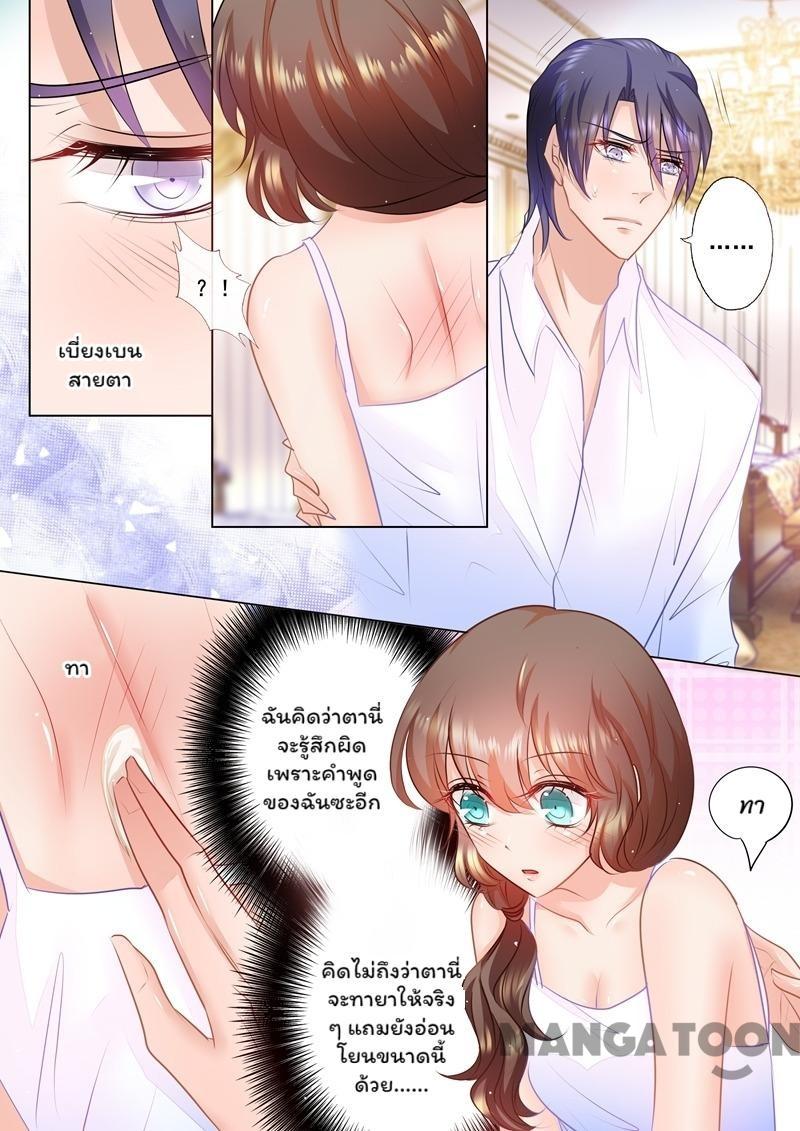 ? !
เบี่ยงเบน
สายตา
......
ทา
ฉันคิดว่าตานี่
จะรู้สึกผิด
เพราะคำพูด
ของฉันซะอีก
ทา
คิดไม่ถึงว่าตานี่
จะทายาให้จริง
ๆ แถมยังอ่อน
โยนขนาดนี้
ด้วย......
MANGATOON